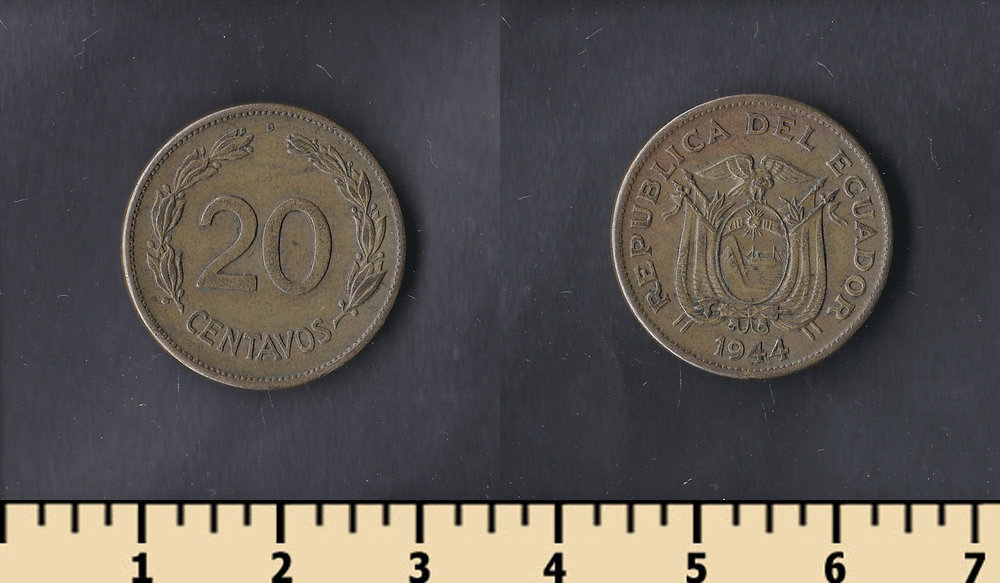 D
20
CENTAVOS
REPUBLICA DEL ECUADOR
1944
1 2 3 4 5 6 7